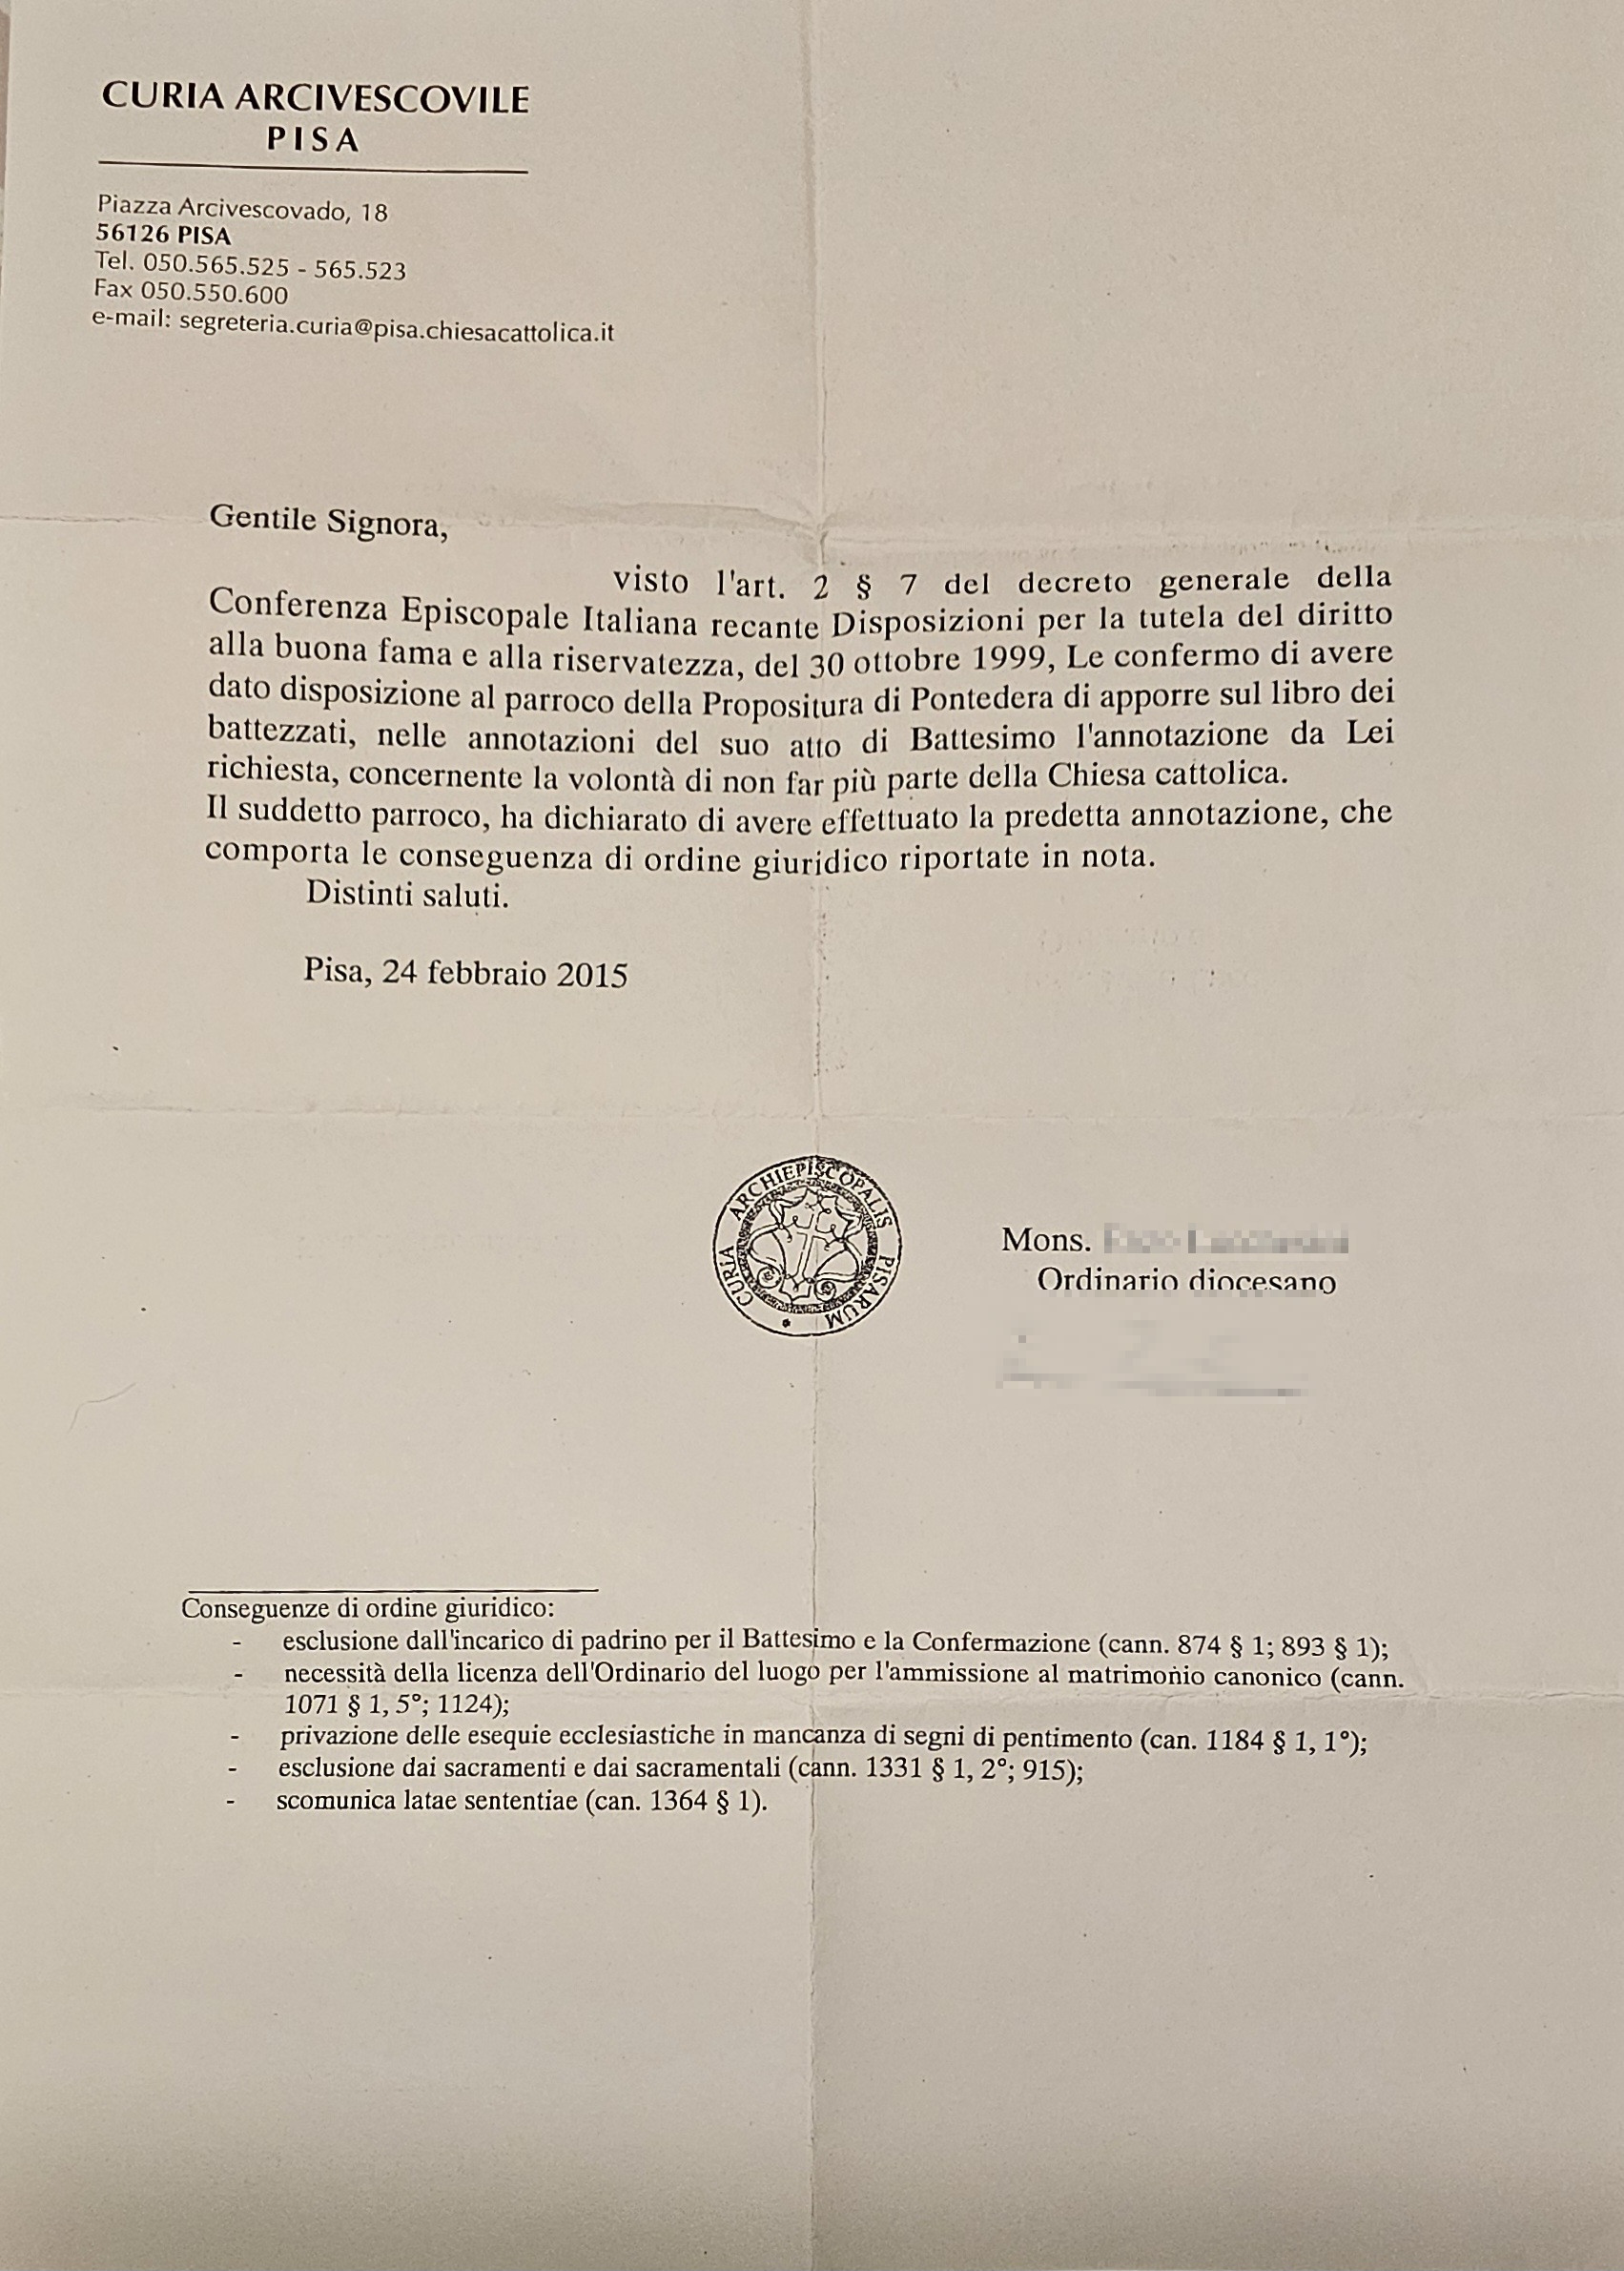 CURIA ARCIVESCOVILE
PISA
Piazza Arcivescovado, 18
56126 PISA
Tel. 050.565.525 - 565.523
Fax 050.550.600
e-mail: segreteria.curia@pisa.chiesacattolica.it
Gentile Signora,
visto l'art. 2 § 7 del decreto generale della
Conferenza Episcopale Italiana recante Disposizioni per la tutela del diritto
alla buona fama e alla riservatezza, del 30 ottobre 1999, Le confermo di avere
dato disposizione al parroco della Propositura di Pontedera di apporre sul libro dei
battezzati, nelle annotazioni del suo atto di Battesimo l'annotazione da Lei
richiesta, concernente la volontà di non far più parte della Chiesa cattolica.
Il suddetto parroco, ha dichiarato di avere effettuato la predetta annotazione, che
comporta le conseguenza di ordine giuridico riportate in nota.
Distinti saluti.
Pisa, 24 febbraio 2015
CURIA ARCHIEPISCOPALIS PISARUM
Mons.
Ordinario diocesano
Conseguenze di ordine giuridico:
- esclusione dall'incarico di padrino per il Battesimo e la Confermazione (cann. 874 § 1; 893 § 1);
- necessità della licenza dell'Ordinario del luogo per l'ammissione al matrimonio canonico (cann.
1071 § 1, 5°; 1124);
- privazione delle esequie ecclesiastiche in mancanza di segni di pentimento (can. 1184 § 1, 1°);
- esclusione dai sacramenti e dai sacramentali (cann. 1331 § 1, 2°; 915);
- scomunica latae sententiae (can. 1364 § 1).